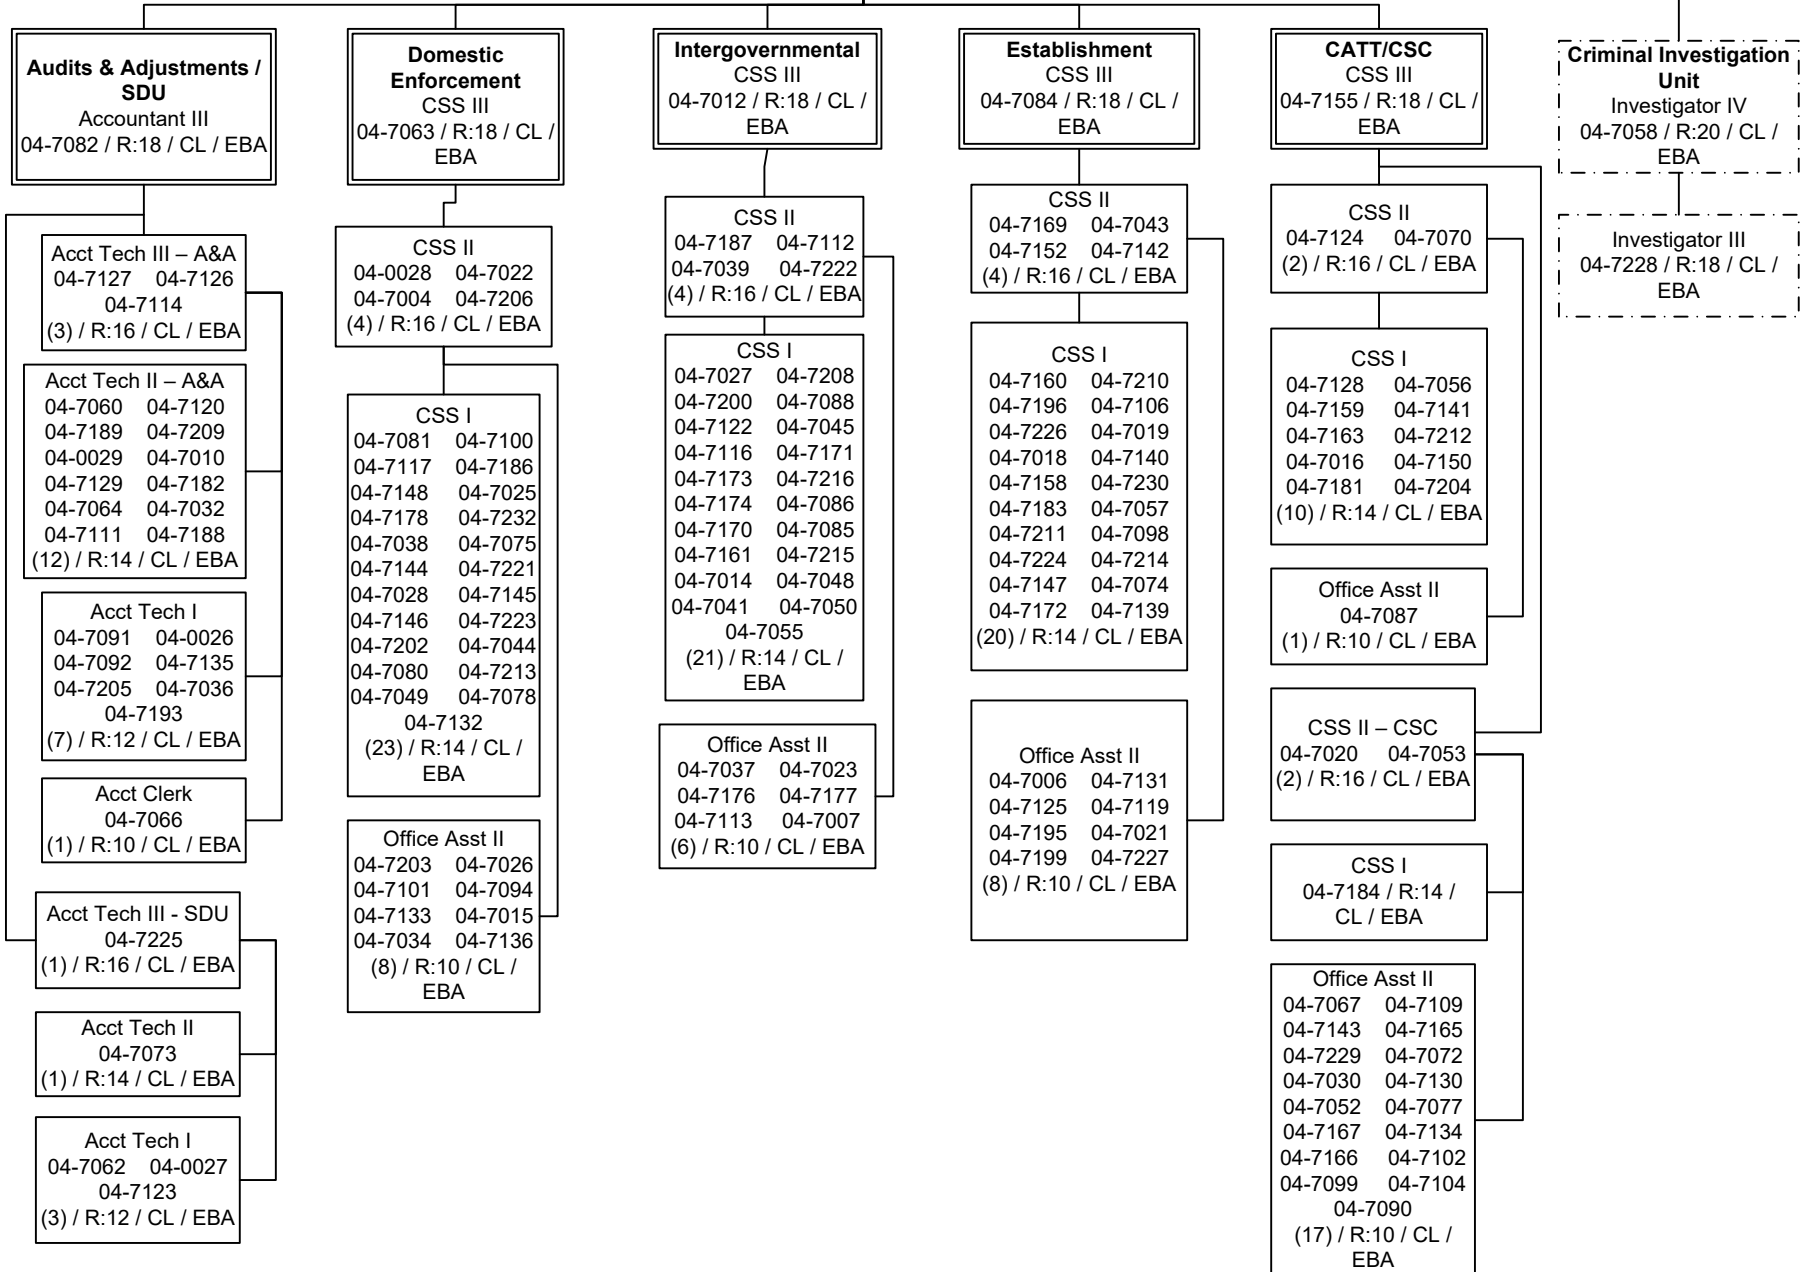 Audits & Adjustments /
SDU
Accountant III
04-7082 / R:18 / CL / EBA
Acct Tech III – A&A
04-7127 04-7126
04-7114
(3) / R:16 / CL / EBA
Acct Tech II – A&A
04-7060 04-7120
04-7189 04-7209
04-0029 04-7010
04-7129 04-7182
04-7064 04-7032
04-7111 04-7188
(12) / R:14 / CL / EBA
Acct Tech I
04-7091 04-0026
04-7092 04-7135
04-7205 04-7036
04-7193
(7) / R:12 / CL / EBA
Acct Clerk
04-7066
(1) / R:10 / CL / EBA
Acct Tech III - SDU
04-7225
(1) / R:16 / CL / EBA
Acct Tech II
04-7073
(1) / R:14 / CL / EBA
Acct Tech I
04-7062 04-0027
04-7123
(3) / R:12 / CL / EBA
Domestic
Enforcement
CSS III
04-7063 / R:18 / CL /
EBA
CSS II
04-0028 04-7022
04-7004 04-7206
(4) / R:16 / CL / EBA
CSS I
04-7081 04-7100
04-7117 04-7186
04-7148 04-7025
04-7178 04-7232
04-7038 04-7075
04-7144 04-7221
04-7028 04-7145
04-7146 04-7223
04-7202 04-7044
04-7080 04-7213
04-7049 04-7078
04-7132
(23) / R:14 / CL /
EBA
Office Asst II
04-7203 04-7026
04-7101 04-7094
04-7133 04-7015
04-7034 04-7136
(8) / R:10 / CL /
EBA
Intergovernmental
CSS III
04-7012 / R:18 / CL /
EBA
CSS II
04-7187 04-7112
04-7039 04-7222
(4) / R:16 / CL / EBA
CSS I
04-7027 04-7208
04-7200 04-7088
04-7122 04-7045
04-7116 04-7171
04-7173 04-7216
04-7174 04-7086
04-7170 04-7085
04-7161 04-7215
04-7014 04-7048
04-7041 04-7050
04-7055
(21) / R:14 / CL /
EBA
Office Asst II
04-7037 04-7023
04-7176 04-7177
04-7113 04-7007
(6) / R:10 / CL / EBA
Establishment
CSS III
04-7084 / R:18 / CL /
EBA
CSS II
04-7169 04-7043
04-7152 04-7142
(4) / R:16 / CL / EBA
CSS I
04-7160 04-7210
04-7196 04-7106
04-7226 04-7019
04-7018 04-7140
04-7158 04-7230
04-7183 04-7057
04-7211 04-7098
04-7224 04-7214
04-7147 04-7074
04-7172 04-7139
(20) / R:14 / CL / EBA
Office Asst II
04-7006 04-7131
04-7125 04-7119
04-7195 04-7021
04-7199 04-7227
(8) / R:10 / CL / EBA
CATT/CSC
CSS III
04-7155 / R:18 / CL /
EBA
CSS II
04-7124 04-7070
(2) / R:16 / CL / EBA
CSS I
04-7128 04-7056
04-7159 04-7141
04-7163 04-7212
04-7016 04-7150
04-7181 04-7204
(10) / R:14 / CL / EBA
Office Asst II
04-7087
(1) / R:10 / CL / EBA
CSS II – CSC
04-7020 04-7053
(2) / R:16 / CL / EBA
CSS I
04-7184 / R:14 /
CL / EBA
Office Asst II
04-7067 04-7109
04-7143 04-7165
04-7229 04-7072
04-7030 04-7130
04-7052 04-7077
04-7167 04-7134
04-7166 04-7102
04-7099 04-7104
04-7090
(17) / R:10 / CL /
EBA
Criminal Investigation
Unit
Investigator IV
04-7058 / R:20 / CL /
EBA
Investigator III
04-7228 / R:18 / CL /
EBA